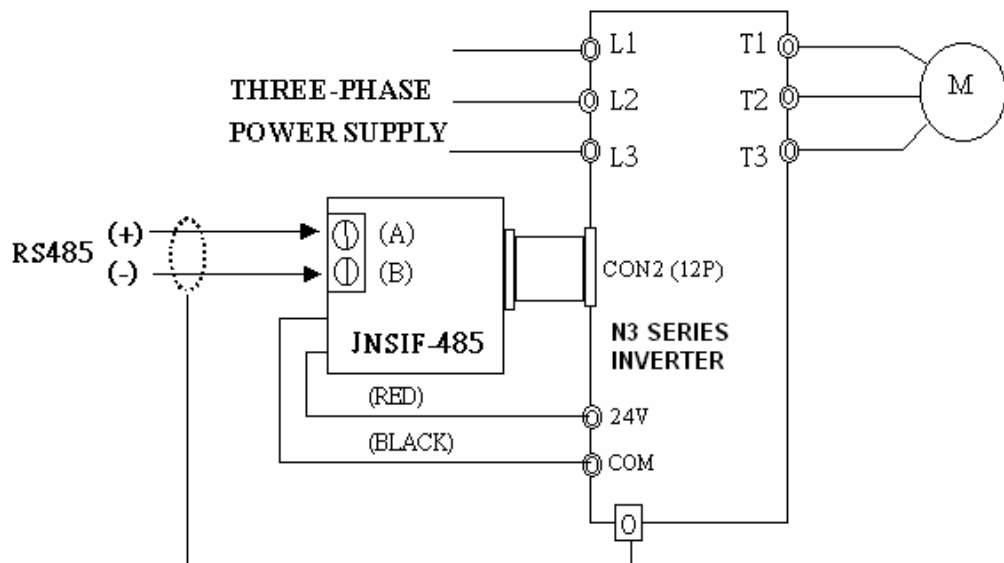 L1
T1
THREE-PHASE
L2
T2
M
POWER SUPPLY
L3
T3
RS485
(+)
(A)
(-)
(B)
CON2 (12P)
JNSIF-485
N3 SERIES
INVERTER
(RED)
24V
(BLACK)
COM